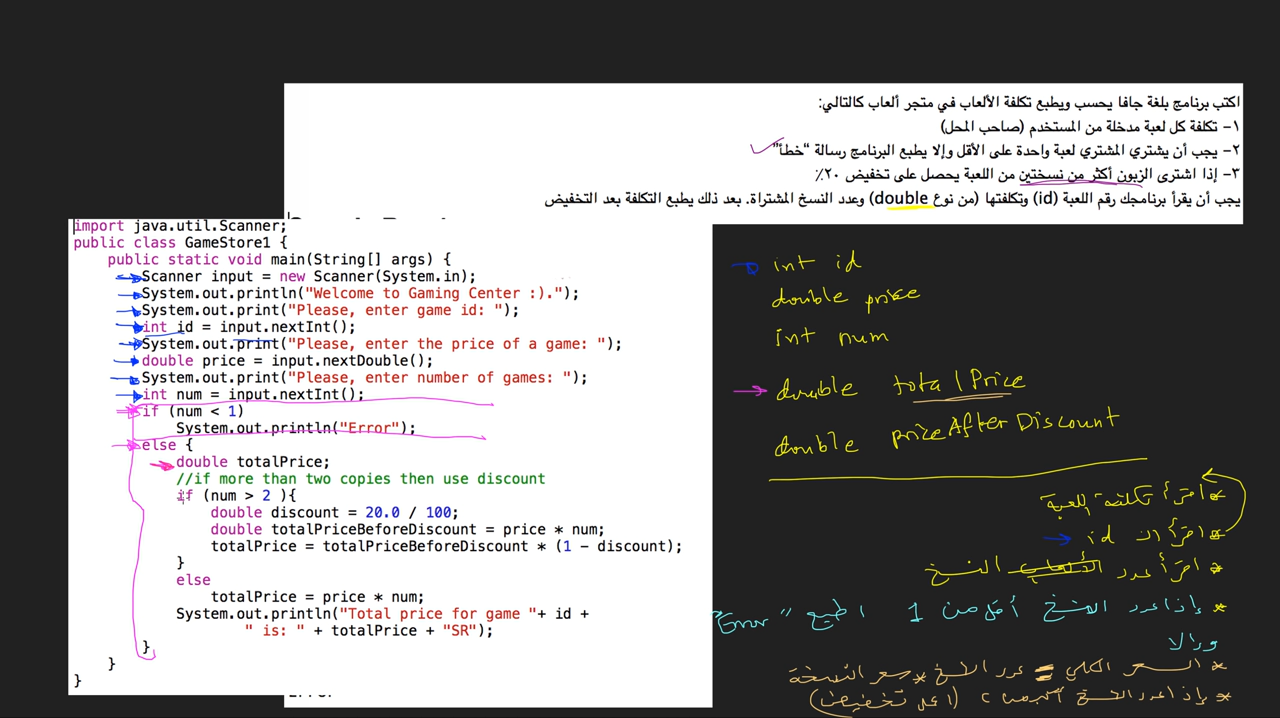 اكتب برنامج بلغة جافا يحسب ويطبع تكلفة الألعاب في متجر ألعاب كالتالي:
١- تكلفة كل لعبة مدخلة من المستخدم (صاحب المحل)
٢- يجب أن يشتري المشتري لعبة واحدة على الأقل وإلا يطبع البرنامج رسالة “خطأ”
٣- إذا اشترى الزبون أكثر من نسختين من اللعبة يحصل على تخفيض ٢٠٪
يجب أن يقرأ برنامجك رقم اللعبة (id) وتكلفتها (من نوع double) وعدد النسخ المشتراة. بعد ذلك يطبع التكلفة بعد التخفيض
import java.util.Scanner;
public class GameStore1 {
public static void main(String[] args) {
Scanner input = new Scanner(System.in);
System.out.println("Welcome to Gaming Center :).");
System.out.print("Please, enter game id: ");
int id = input.nextInt();
System.out.print("Please, enter the price of a game: ");
double price = input.nextDouble();
System.out.print("Please, enter number of games: ");
int num = input.nextInt();
if (num < 1)
System.out.println("Error");
else {
double totalPrice;
//if more than two copies then use discount
if (num > 2 ){
double discount = 20.0 / 100;
double totalPriceBeforeDiscount = price * num;
totalPrice = totalPriceBeforeDiscount * (1 - discount);
}
else
totalPrice = price * num;
System.out.println("Total price for game "+ id +
" is: " + totalPrice + "SR");
}
}
}
int id
double price
int num
double totalPrice
double priceAfterDiscount
* اقرأ تكلفة اللعبة
* اقرأ الـ id
* اقرأ عدد الألعاب النسخ
* إذا عدد النسخ أقل من 1 اطبع "Error"
وإلا
* السعر الكلي = عدد النسخ * سعر النسخة
* إذا عدد النسخ أكبر من ٢ (اعمل تخفيض)